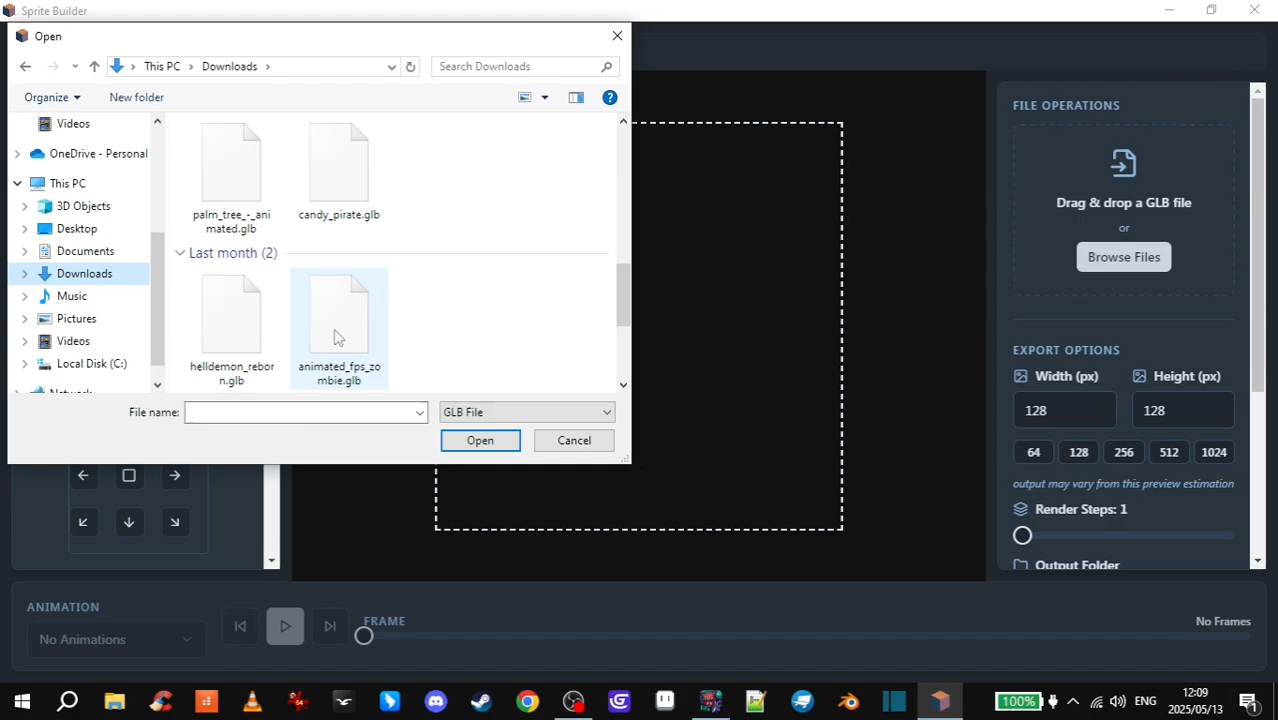 Sprite Builder
Open
This PC
Downloads
Search Downloads
Organize
New folder
Videos
OneDrive - Personal
This PC
3D Objects
Desktop
Documents
Downloads
Music
Pictures
Videos
Local Disk (C:)
palm_tree_-_ani
mated.glb
candy_pirate.glb
Last month (2)
helldemon_rebor
n.glb
animated_fps_zo
mbie.glb
File name:
GLB File
Open
Cancel
FILE OPERATIONS
Drag & drop a GLB file
or
Browse Files
EXPORT OPTIONS
Width (px)
Height (px)
128
128
64
128
256
512
1024
output may vary from this preview estimation
Render Steps: 1
Output Folder
ANIMATION
No Animations
FRAME
No Frames
100%
ENG
12:09
2025/05/13
1